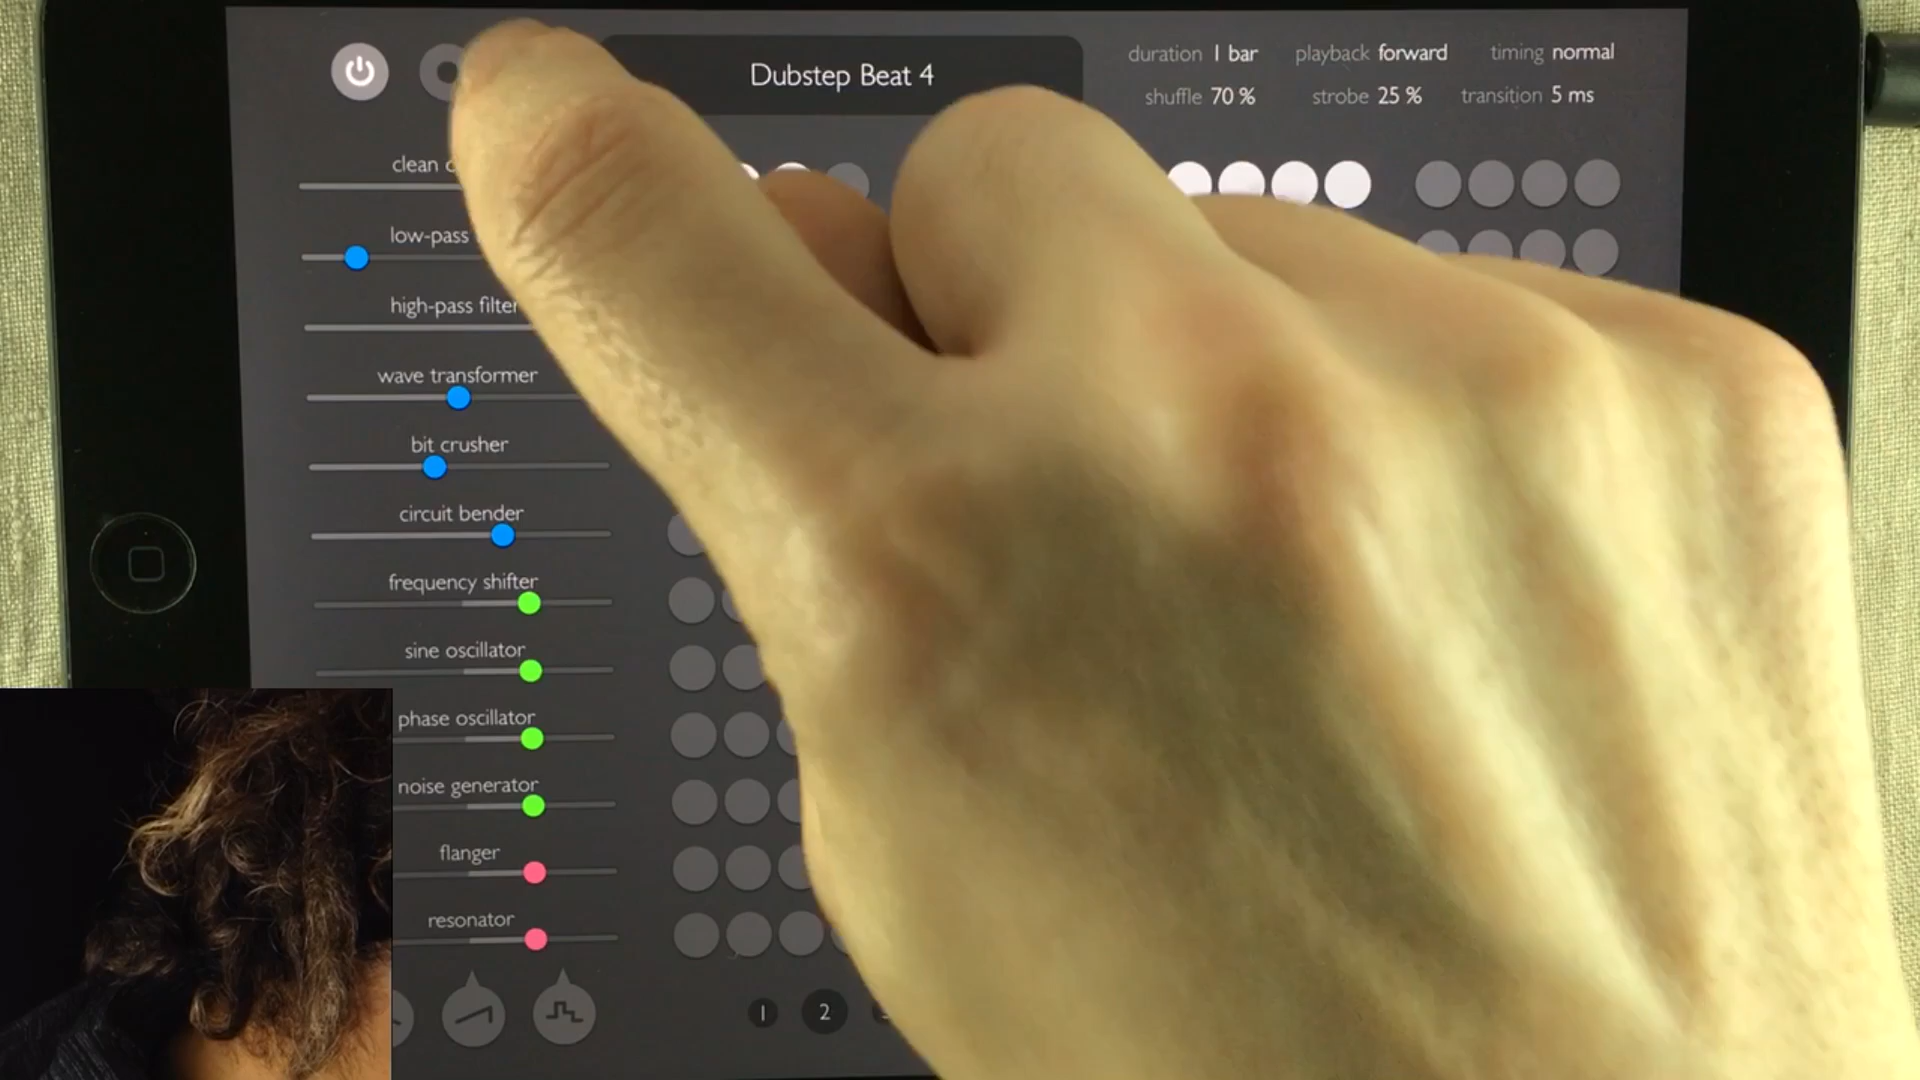 Dubstep Beat 4
duration 1 bar
playback forward
timing normal
shuffle 70 %
strobe 25 %
transition 5 ms
clean
low-pass
high-pass filter
wave transformer
bit crusher
circuit bender
frequency shifter
sine oscillator
phase oscillator
noise generator
flanger
resonator
1 2